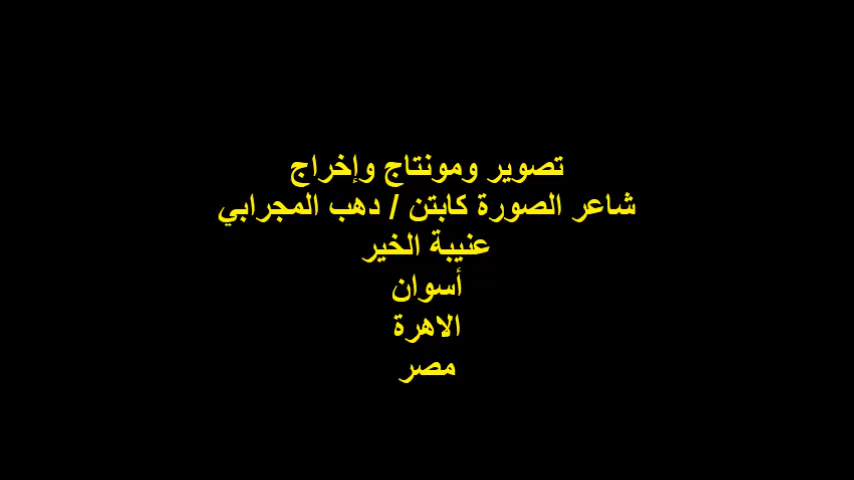 تصوير ومونتاج وإخراج
شاعر الصورة كابتن / دهب المجرابي
عنيبة الخير
أسوان
الاهرة
مصر